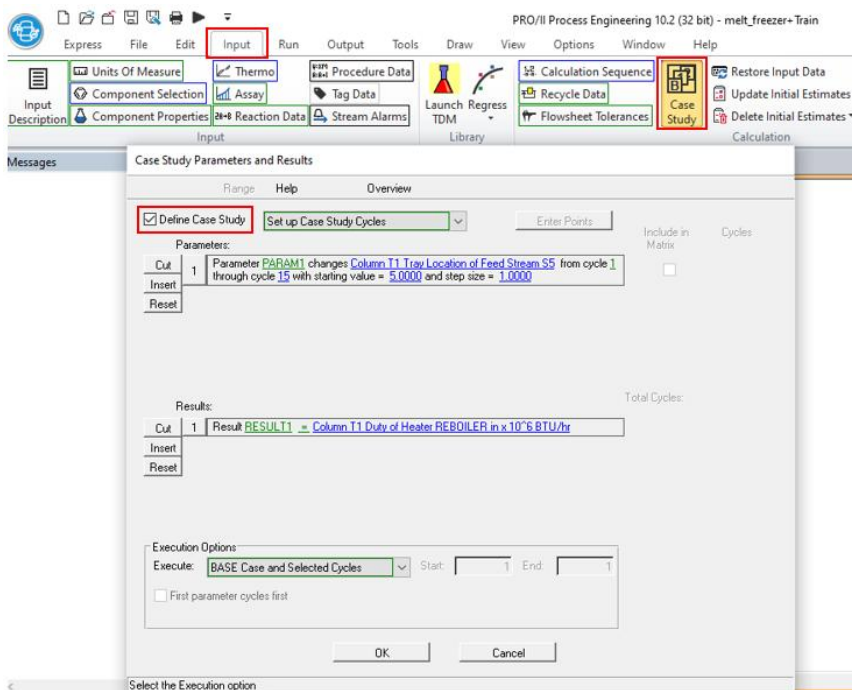 PRO/II Process Engineering 10.2 (32 bit) - melt_freezer+Train
Express File Edit Input Run Output Tools Draw View Options Window Help
Units Of Measure Thermo Procedure Data Calculation Sequence Restore Input Data
Component Selection Assay Tag Data Recycle Data Update Initial Estimates
Input Description Component Properties Reaction Data Stream Alarms Launch TDM Regress Flowsheet Tolerances Case Study Delete Initial Estimates
Input Library Calculation
Messages
Case Study Parameters and Results
Range Help Overview
Define Case Study Set up Case Study Cycles Enter Points
Include in Matrix Cycles
Parameters:
Cut 1 Parameter PARAM1 changes Column T1 Tray Location of Feed Stream S5 from cycle 1
Insert through cycle 15 with starting value = 5.0000 and step size = 1.0000
Reset
Total Cycles:
Results:
Cut 1 Result RESULT1 = Column T1 Duty of Heater REBOILER in x 10^6 BTU/hr
Insert
Reset
Execution Options
Execute: BASE Case and Selected Cycles Start: 1 End: 1
First parameter cycles first
OK Cancel
Select the Execution option